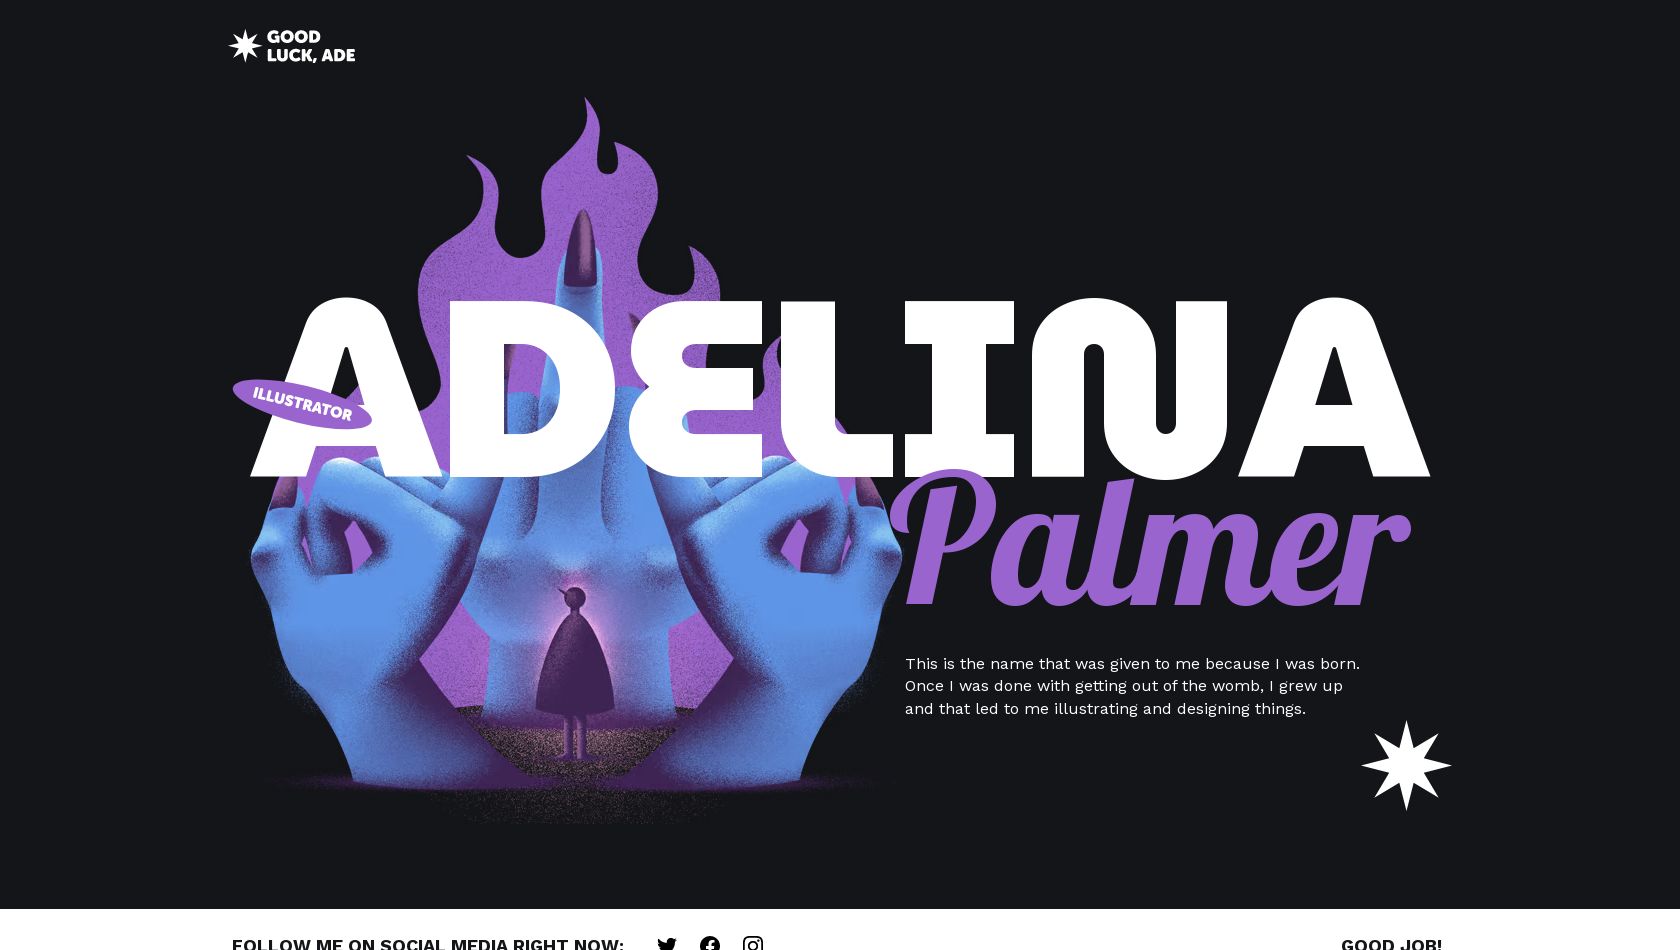 GOOD
LUCK, ADE
ADELINA
ILLUSTRATOR
Palmer
This is the name that was given to me because I was born.
Once I was done with getting out of the womb, I grew up
and that led to me illustrating and designing things.
FOLLOW ME ON SOCIAL MEDIA RIGHT NOW:
GOOD JOB!